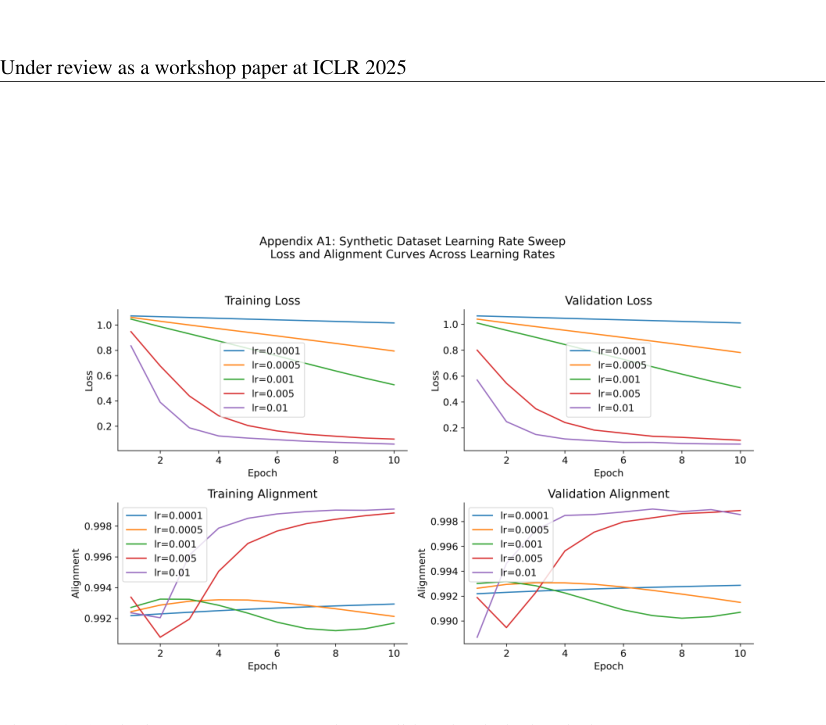 Under review as a workshop paper at ICLR 2025
Appendix A1: Synthetic Dataset Learning Rate Sweep
Loss and Alignment Curves Across Learning Rates
Training Loss
Loss
1.0
0.8
0.6
0.4
0.2
lr=0.0001
lr=0.0005
lr=0.001
lr=0.005
lr=0.01
2
4
6
8
10
Epoch
Validation Loss
Loss
1.0
0.8
0.6
0.4
0.2
lr=0.0001
lr=0.0005
lr=0.001
lr=0.005
lr=0.01
2
4
6
8
10
Epoch
Training Alignment
Alignment
0.998
0.996
0.994
0.992
lr=0.0001
lr=0.0005
lr=0.001
lr=0.005
lr=0.01
2
4
6
8
10
Epoch
Validation Alignment
Alignment
0.998
0.996
0.994
0.992
0.990
lr=0.0001
lr=0.0005
lr=0.001
lr=0.005
lr=0.01
2
4
6
8
10
Epoch